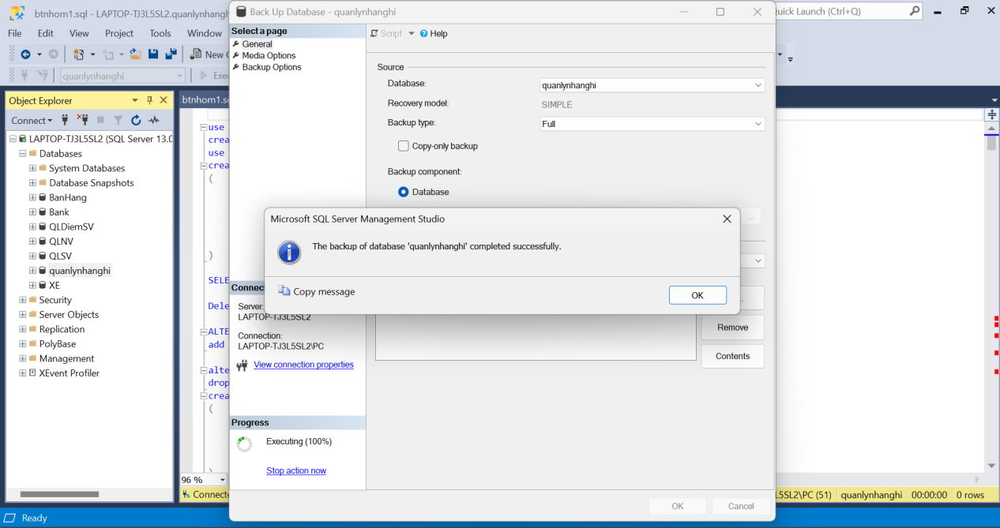 btnhom1.sql - LAPTOP-TJ3L5SL2.quanlynhangh
Back Up Database - quanlynhanghi
uick Launch (Ctrl+Q)
File Edit View Project Tools Window
Select a page
Script Help
General
Media Options
Backup Options
New
quanlynhanghi
Exe
Source
Database:
quanlynhanghi
Recovery model:
SIMPLE
Backup type:
Full
Copy-only backup
Backup component:
Database
Object Explorer
Connect
LAPTOP-TJ3L5SL2 (SQL Server 13.0
Databases
System Databases
Database Snapshots
BanHang
Bank
QLDiemSV
QLNV
QLSV
quanlynhanghi
XE
Security
Server Objects
Replication
PolyBase
Management
XEvent Profiler
btnhom1.s
use
crea
use
crea
(
)
SELE
Dele
ALTE
add
alte
drop
crea
(
Microsoft SQL Server Management Studio
The backup of database 'quanlynhanghi' completed successfully.
Copy message
OK
Connec
Server:
LAPTOP-TJ3L5SL2
Connection:
LAPTOP-TJ3L5SL2\PC
View connection properties
Remove
Contents
Progress
Executing (100%)
Stop action now
OK
Cancel
96 %
Connecte
L5SL2\PC (51) quanlynhanghi 00:00:00 0 rows
Ready